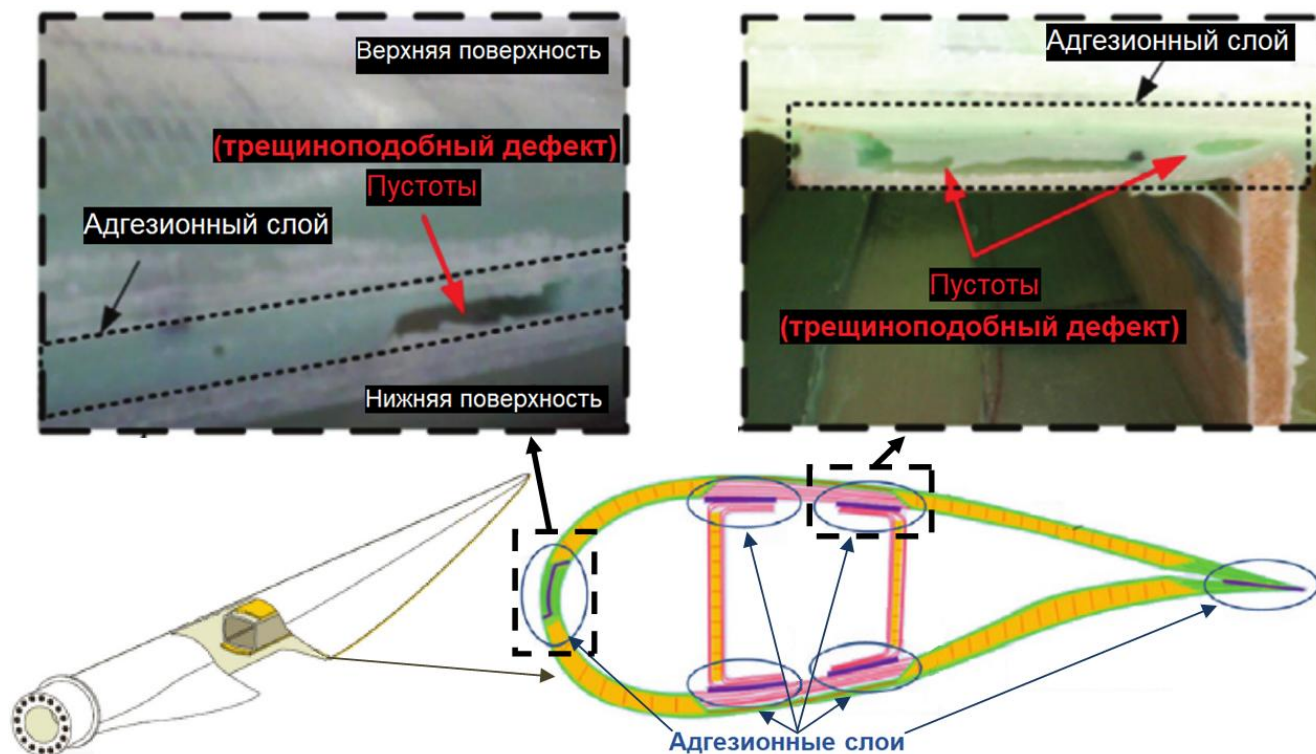 Верхняя поверхность
(трещиноподобный дефект)
Пустоты
Адгезионный слой
Нижняя поверхность
Адгезионный слой
Пустоты
(трещиноподобный дефект)
Адгезионные слои